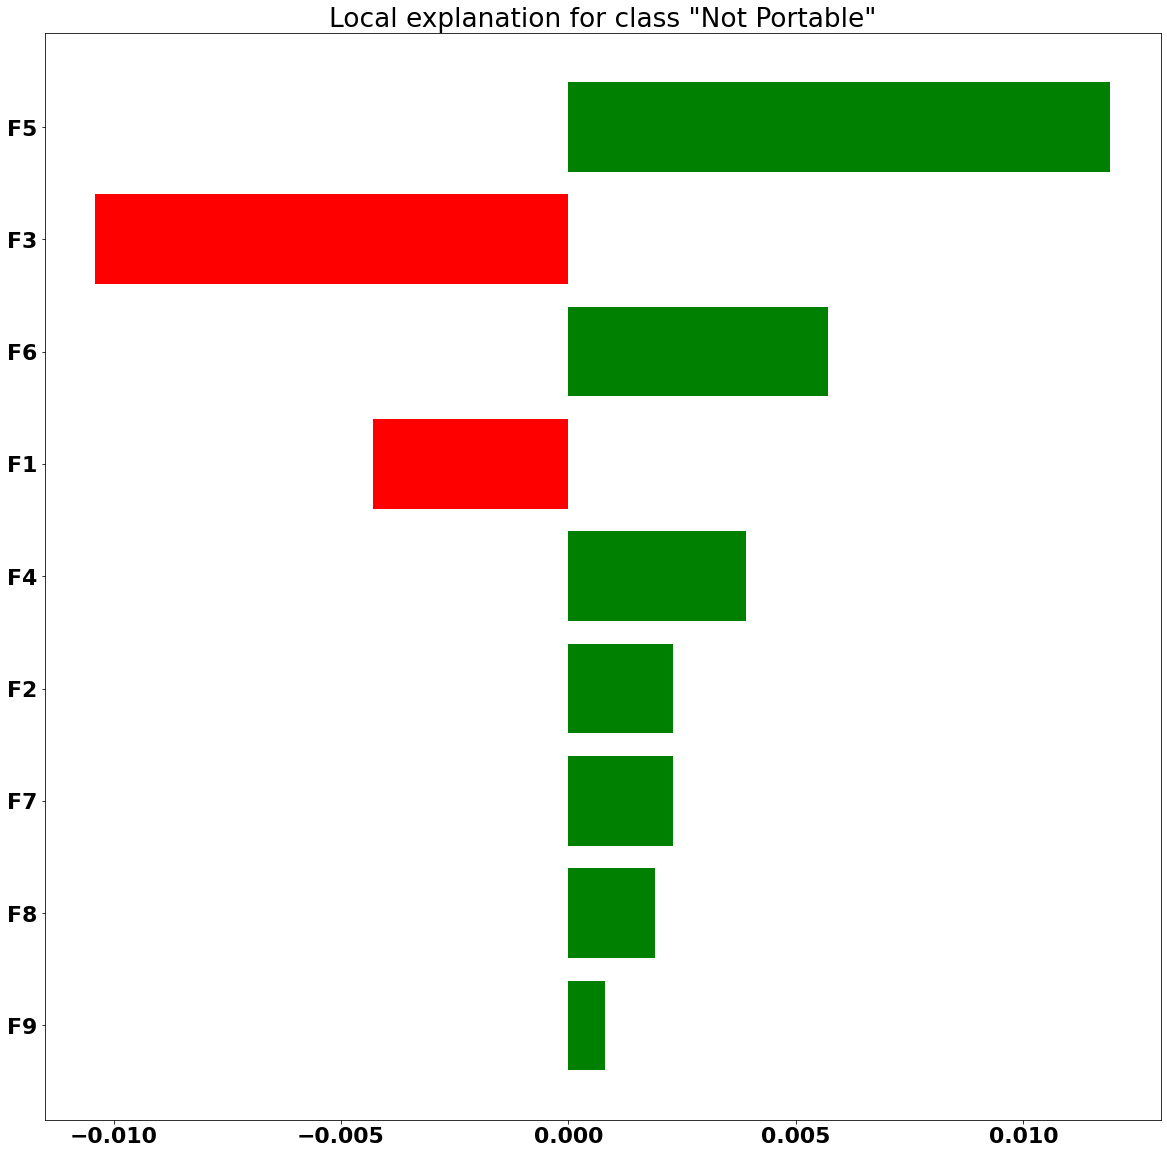 Local explanation for class "Not Portable"
F5
F3
F6
F1
F4
F2
F7
F8
F9
−0.010 −0.005 0.000 0.005 0.010